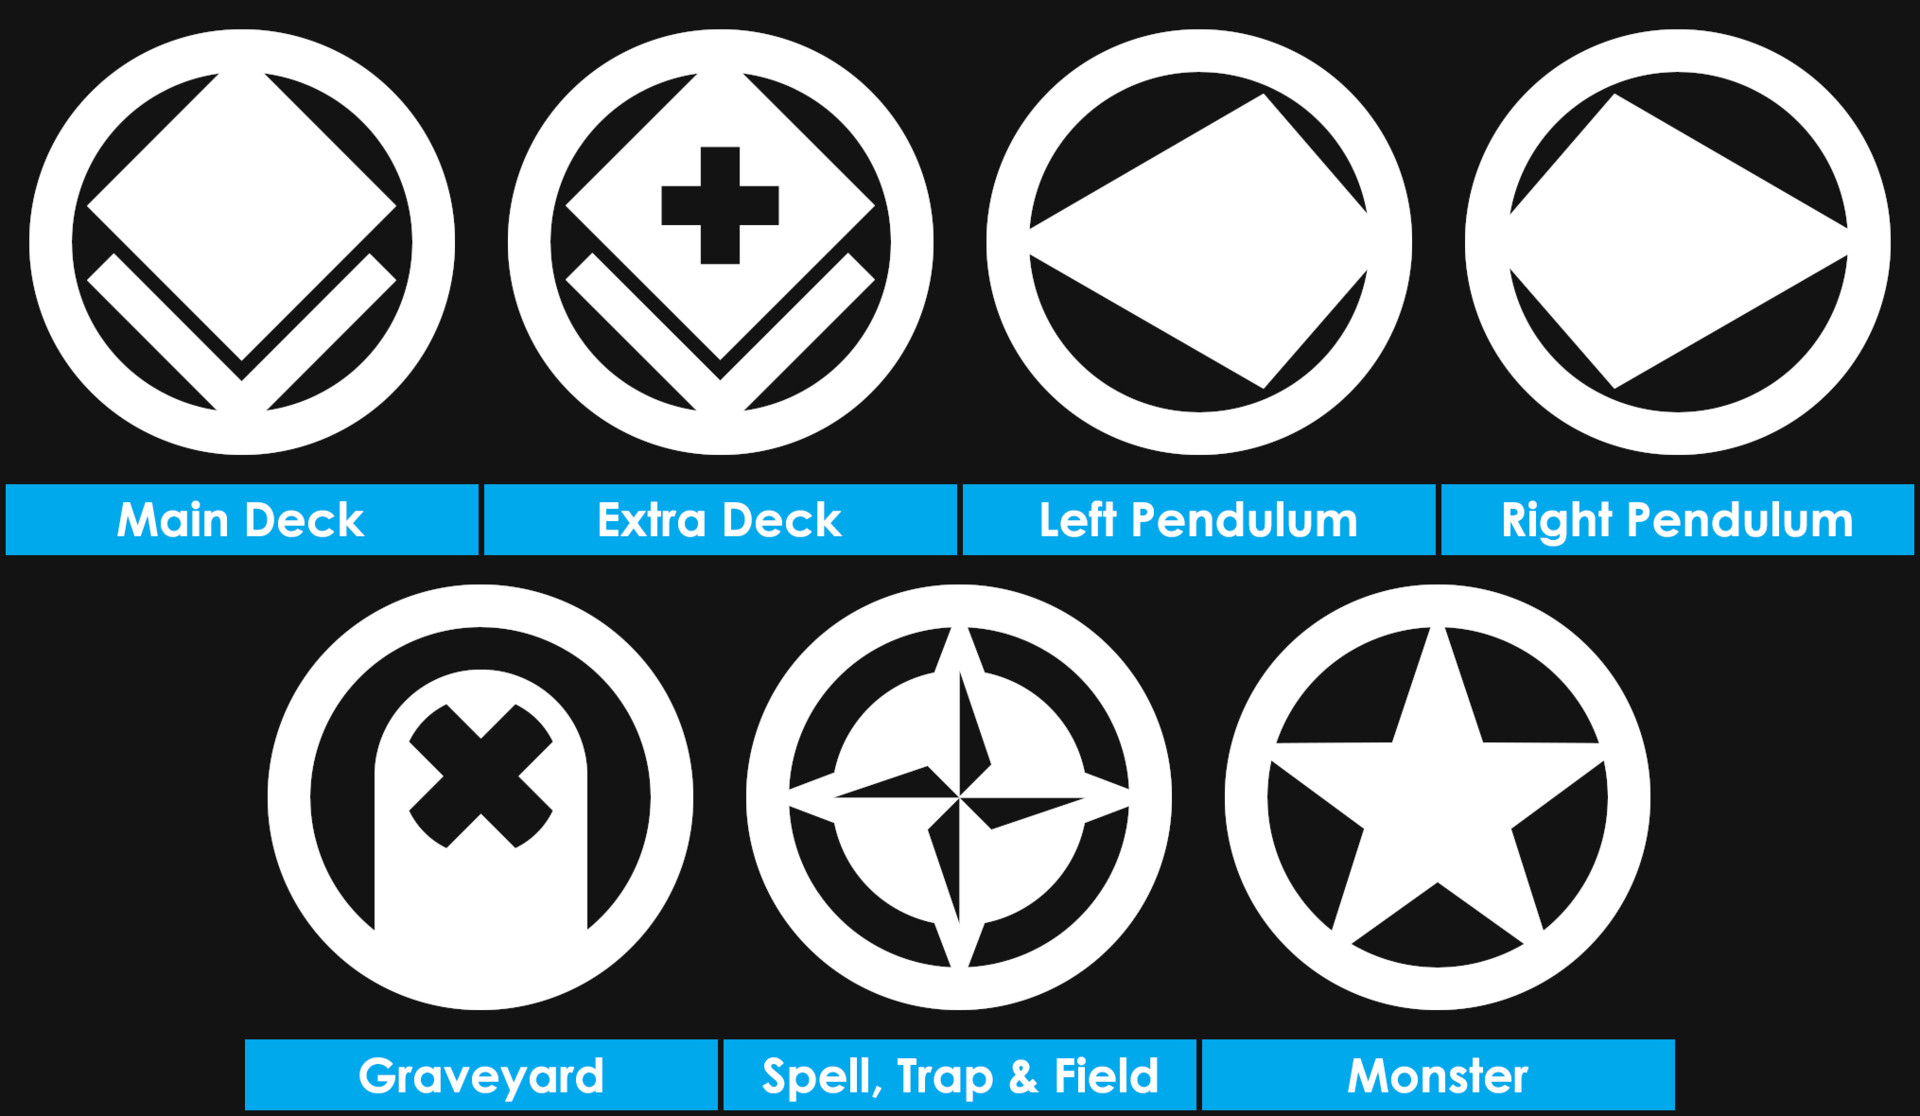 Main Deck
Extra Deck
Left Pendulum
Right Pendulum
Graveyard
Spell, Trap & Field
Monster